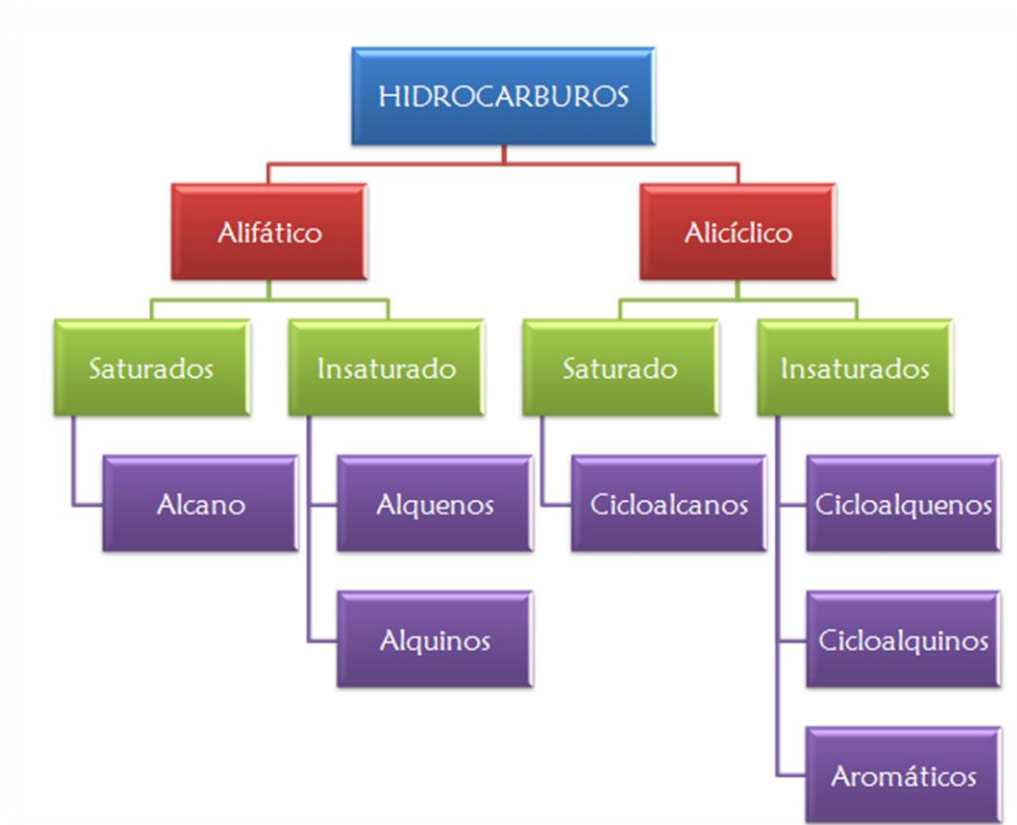 HIDROCARBUROS
Alifático
Alicíclico
Saturados
Insaturado
Saturado
Insaturados
Alcano
Alquenos
Cicloalcanos
Cicloalquenos
Alquinos
Cicloalquinos
Aromáticos